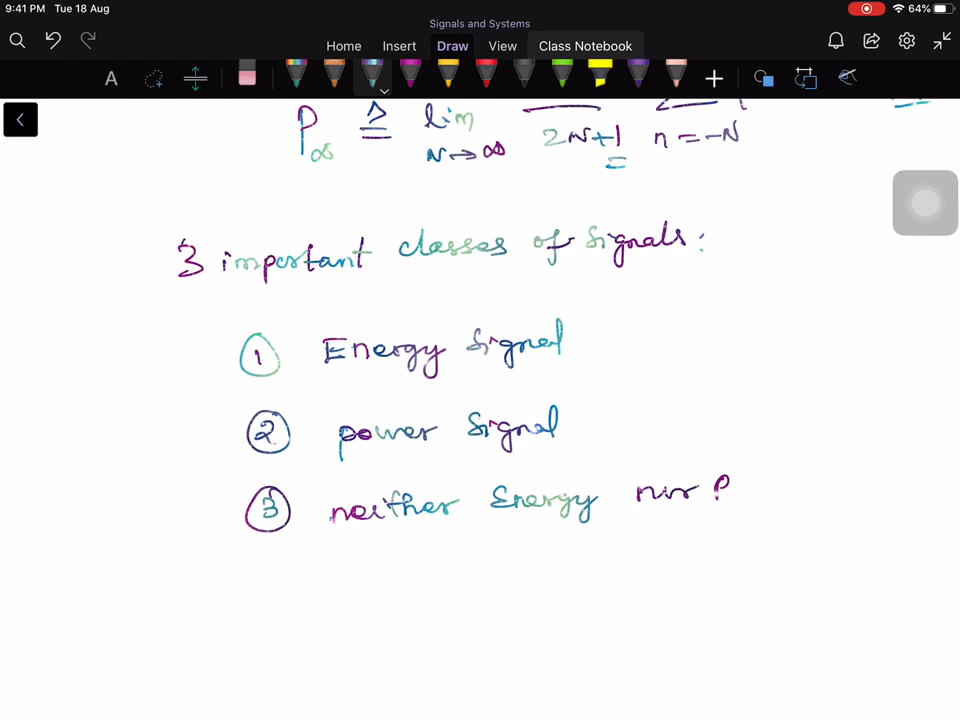 9:41 PM Tue 18 Aug
64%
Signals and Systems
Home Insert Draw View Class Notebook
A
P∞ ≜ lim N→∞ 2N+1 n=-N
3 important classes of signals:
1 Energy Signal
2 power Signal
3 neither Energy nor P